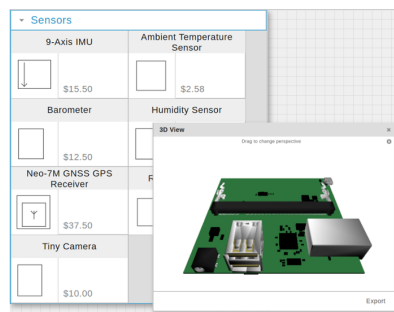 Sensors
9-Axis IMU
Ambient Temperature
Sensor
$15.50
$2.58
Barometer
Humidity Sensor
$12.50
3D View
Drag to change perspective
Neo-7M GNSS GPS
Receiver
R
$37.50
Tiny Camera
$10.00
Export